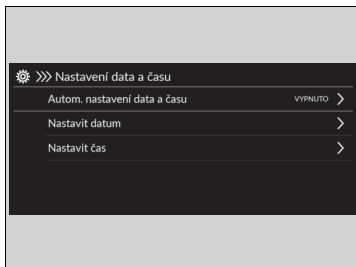 Nastavení data a času
Autom. nastavení data a času VYPNUTO
Nastavit datum
Nastavit čas